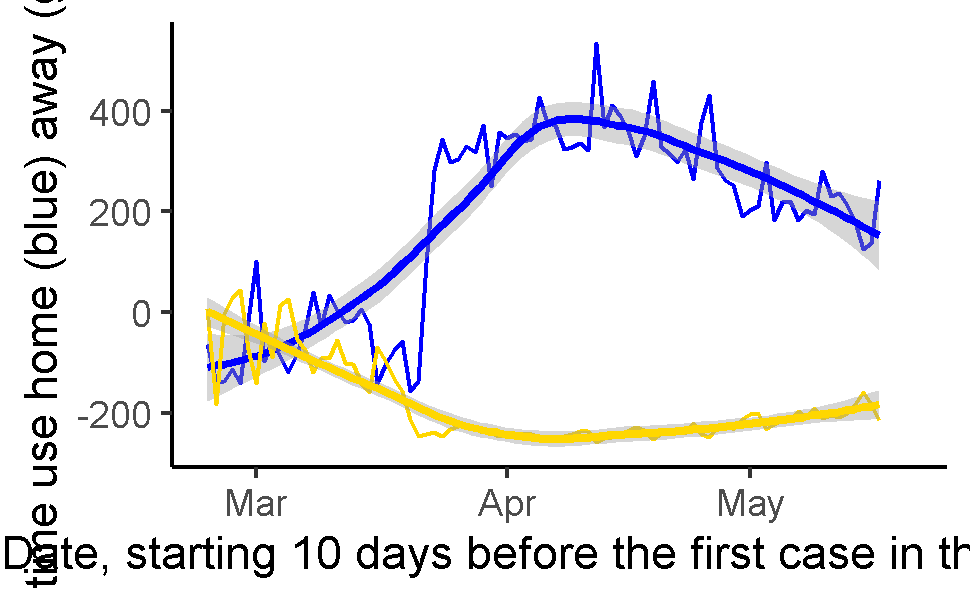 time use home (blue) away (
400
200
0
-200
Mar
Apr
May
Date, starting 10 days before the first case in th